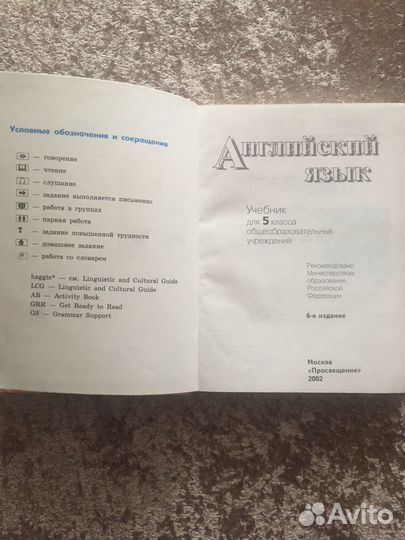 Условные обозначения и сокращения
— говорение
— чтение
— слушание
— задание выполняется письменно
— работа в группах
— парная работа
— задание повышенной трудности
— домашнее задание
— работа со словарем
haggis* — см. Linguistic and Cultural Guide
LCG — Linguistic and Cultural Guide
AB — Activity Book
GRR — Get Ready to Read
GS — Grammar Support
Английский
язык
Учебник
для 5 класса
общеобразовательных
учреждений
Рекомендовано
Министерством
образования
Российской
Федерации
6-е издание
Москва
«Просвещение»
2002
Avito